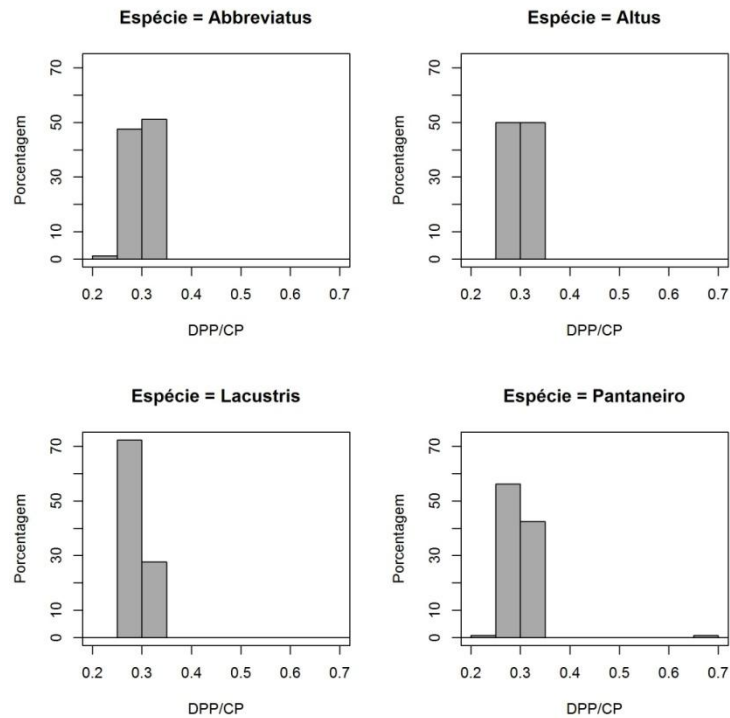 Espécie = Abbreviatus
Porcentagem
70
50
30
10
0
0.2 0.3 0.4 0.5 0.6 0.7
DPP/CP
Espécie = Altus
Porcentagem
70
50
30
10
0
0.2 0.3 0.4 0.5 0.6 0.7
DPP/CP
Espécie = Lacustris
Porcentagem
70
50
30
10
0
0.2 0.3 0.4 0.5 0.6 0.7
DPP/CP
Espécie = Pantaneiro
Porcentagem
70
50
30
10
0
0.2 0.3 0.4 0.5 0.6 0.7
DPP/CP